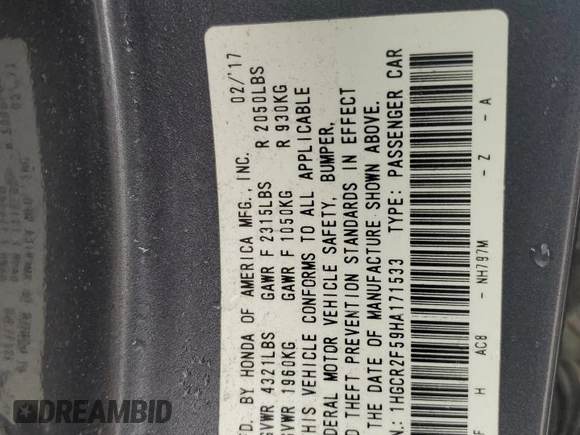 FD. BY HONDA OF AMERICA MFG., INC. 02/'17
GVWR 4321LBS GAWR F 2315LBS R 2050LBS
GVWR 1960KG GAWR F 1050KG R 930KG
HIS VEHICLE CONFORMS TO ALL APPLICABLE
DERAL MOTOR VEHICLE SAFETY, BUMPER,
D THEFT PREVENTION STANDARDS IN EFFECT
THE DATE OF MANUFACTURE SHOWN ABOVE.
N.: 1HGCR2F59HA171533 TYPE: PASSENGER CAR
F H AC8 - NH797M - Z - A
DREAMBID